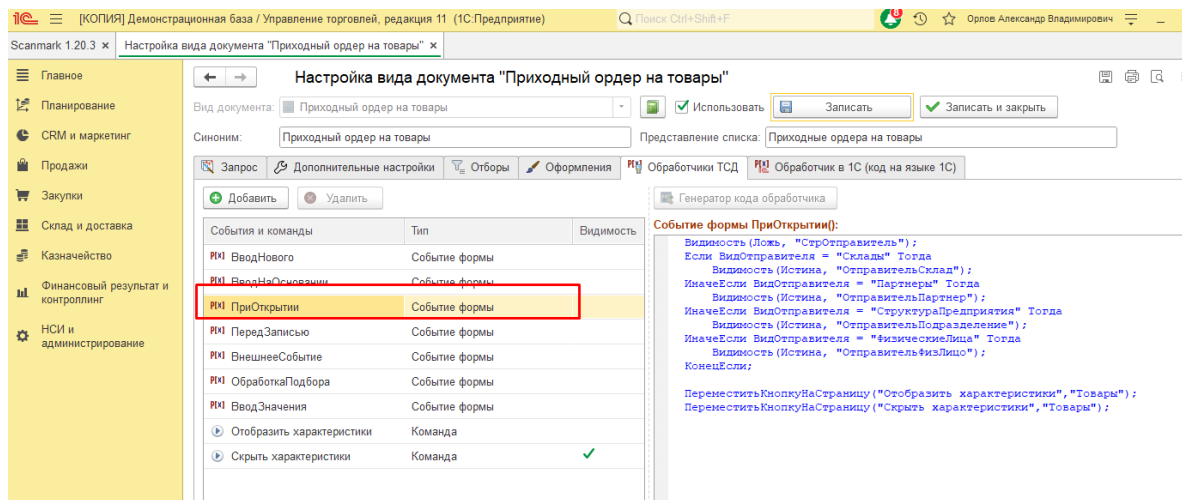 1С [КОПИЯ] Демонстрационная база / Управление торговлей, редакция 11 (1С:Предприятие) Поиск Ctrl+Shift+F 8 Орлов Александр Владимирович
Scanmark 1.20.3 × Настройка вида документа "Приходный ордер на товары" ×
Главное
Планирование
CRM и маркетинг
Продажи
Закупки
Склад и доставка
Казначейство
Финансовый результат и
контроллинг
НСИ и
администрирование
Настройка вида документа "Приходный ордер на товары"
Вид документа: Приходный ордер на товары Использовать Записать Записать и закрыть
Синоним: Приходный ордер на товары Представление списка: Приходные ордера на товары
Запрос Дополнительные настройки Отборы Оформления Обработчики ТСД Обработчик в 1С (код на языке 1С)
Добавить Удалить
События и команды Тип Видимость
ВводНового Событие формы
ВводНаОсновании Событие формы
ПриОткрытии Событие формы
ПередЗаписью Событие формы
ВнешнееСобытие Событие формы
ОбработкаПодбора Событие формы
ВводЗначения Событие формы
Отобразить характеристики Команда
Скрыть характеристики Команда
Генератор кода обработчика
Событие формы ПриОткрытии():
Видимость(Ложь, "СтрОтправитель");
Если ВидОтправителя = "Склады" Тогда
Видимость(Истина, "ОтправительСклад");
ИначеЕсли ВидОтправителя = "Партнеры" Тогда
Видимость(Истина, "ОтправительПартнер");
ИначеЕсли ВидОтправителя = "СтруктураПредприятия" Тогда
Видимость(Истина, "ОтправительПодразделение");
ИначеЕсли ВидОтправителя = "ФизическиеЛица" Тогда
Видимость(Истина, "ОтправительФизЛицо");
КонецЕсли;
ПереместитьКнопкуНаСтраницу("Отобразить характеристики","Товары");
ПереместитьКнопкуНаСтраницу("Скрыть характеристики","Товары");